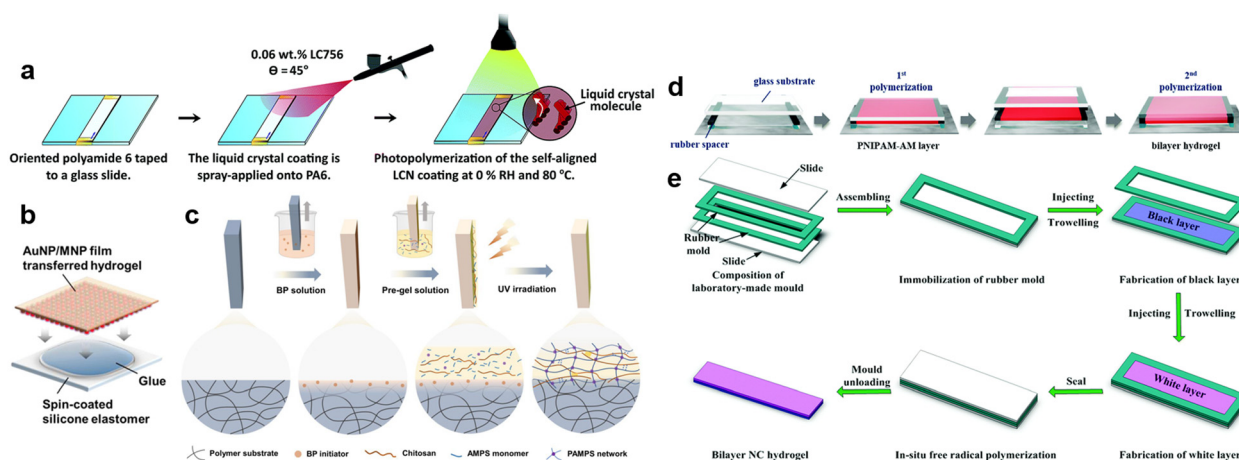 a
0.06 wt.% LC756
Θ = 45°
Liquid crystal
molecule
Oriented polyamide 6 taped
to a glass slide.
The liquid crystal coating is
spray-applied onto PA6.
Photopolymerization of the self-aligned
LCN coating at 0 % RH and 80 °C.
b
AuNP/MNP film
transferred hydrogel
Glue
Spin-coated
silicone elastomer
c
BP solution
Pre-gel solution
UV irradiation
Polymer substrate
BP initiator
Chitosan
AMPS monomer
PAMPS network
d
glass substrate
rubber spacer
1st
polymerization
PNIPAM-AM layer
2nd
polymerization
bilayer hydrogel
e
Slide
Rubber
mold
Slide
Composition of
laboratory-made mould
Assembling
Immobilization of rubber mold
Injecting
Trowelling
Black layer
Fabrication of black layer
Injecting
Trowelling
White layer
Fabrication of white layer
Seal
In-situ free radical polymerization
Mould
unloading
Bilayer NC hydrogel